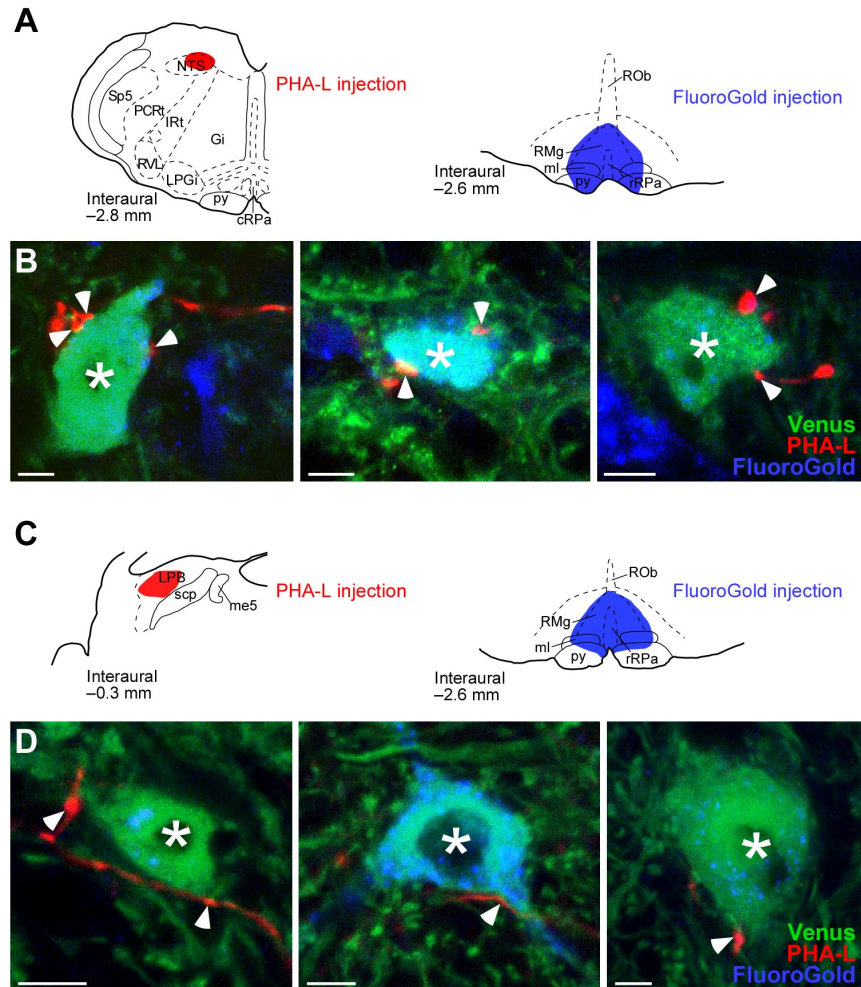 A
NTS
PHA-L injection
Sp5
PCRt
IRt
Gi
RVL
LPGi
py
cRPa
Interaural
–2.8 mm
ROb
FluoroGold injection
RMg
ml
py
rRPa
Interaural
–2.6 mm
B
*
*
*
Venus
PHA-L
FluoroGold
C
LPB
scp
me5
PHA-L injection
Interaural
–0.3 mm
ROb
FluoroGold injection
RMg
ml
py
rRPa
Interaural
–2.6 mm
D
*
*
*
Venus
PHA-L
FluoroGold